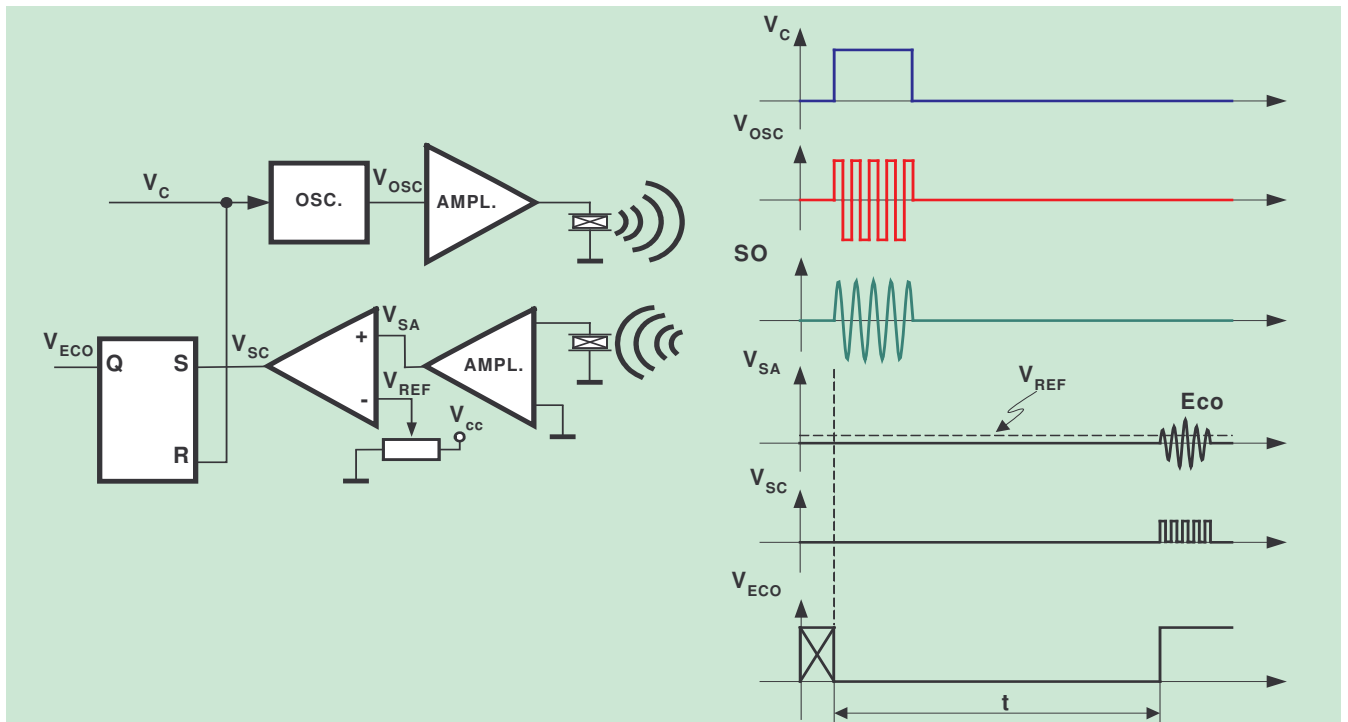 V_C
OSC.
V_OSC
AMPL.
V_ECO
Q
S
R
V_SC
+
-
V_SA
V_REF
V_cc
AMPL.
V_C
V_OSC
SO
V_SA
V_REF
Eco
V_SC
V_ECO
t